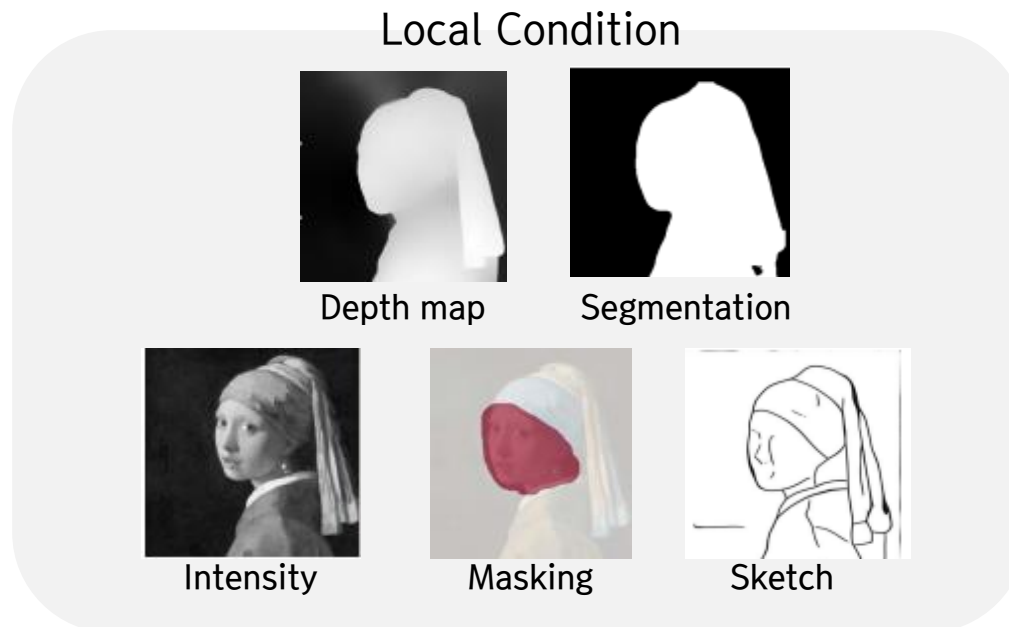 Local Condition
Depth map
Segmentation
Intensity
Masking
Sketch